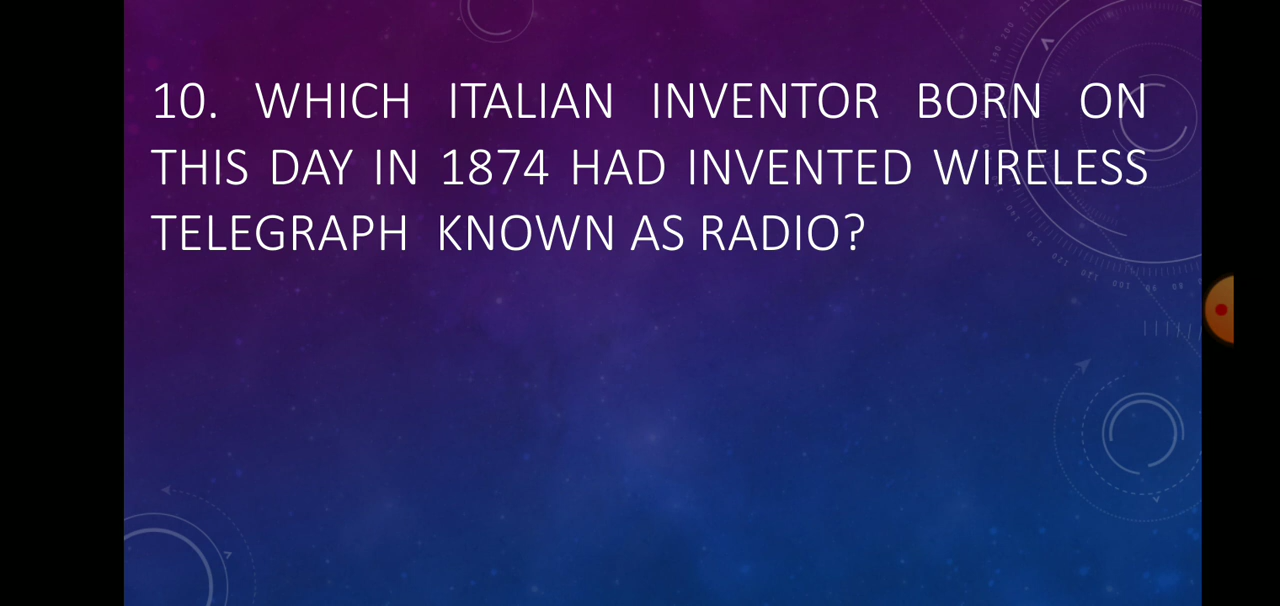 10. WHICH ITALIAN INVENTOR BORN ON
THIS DAY IN 1874 HAD INVENTED WIRELESS
TELEGRAPH KNOWN AS RADIO?